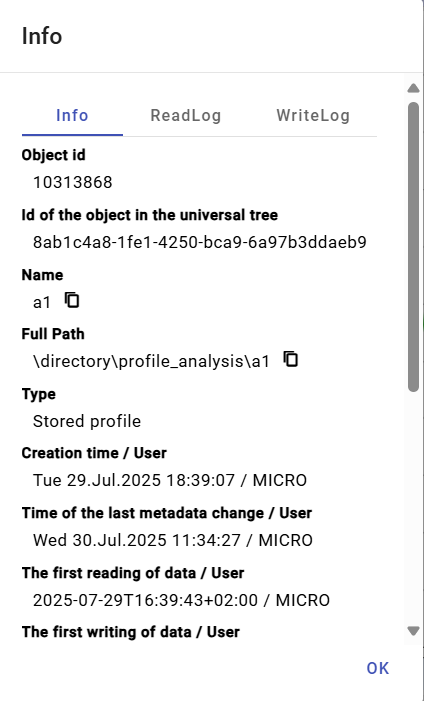 Info
Info ReadLog WriteLog
Object id
10313868
Id of the object in the universal tree
8ab1c4a8-1fe1-4250-bca9-6a97b3ddaeb9
Name
a1
Full Path
\directory\profile_analysis\a1
Type
Stored profile
Creation time / User
Tue 29.Jul.2025 18:39:07 / MICRO
Time of the last metadata change / User
Wed 30.Jul.2025 11:34:27 / MICRO
The first reading of data / User
2025-07-29T16:39:43+02:00 / MICRO
The first writing of data / User
OK